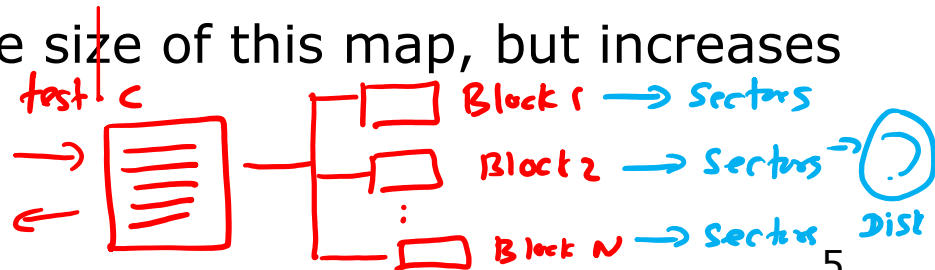 e size of this map, but increases
test.c
Block 1 → Sectors
Block 2 → Sectors →
Disk
⋮
Block N → Sectors
5